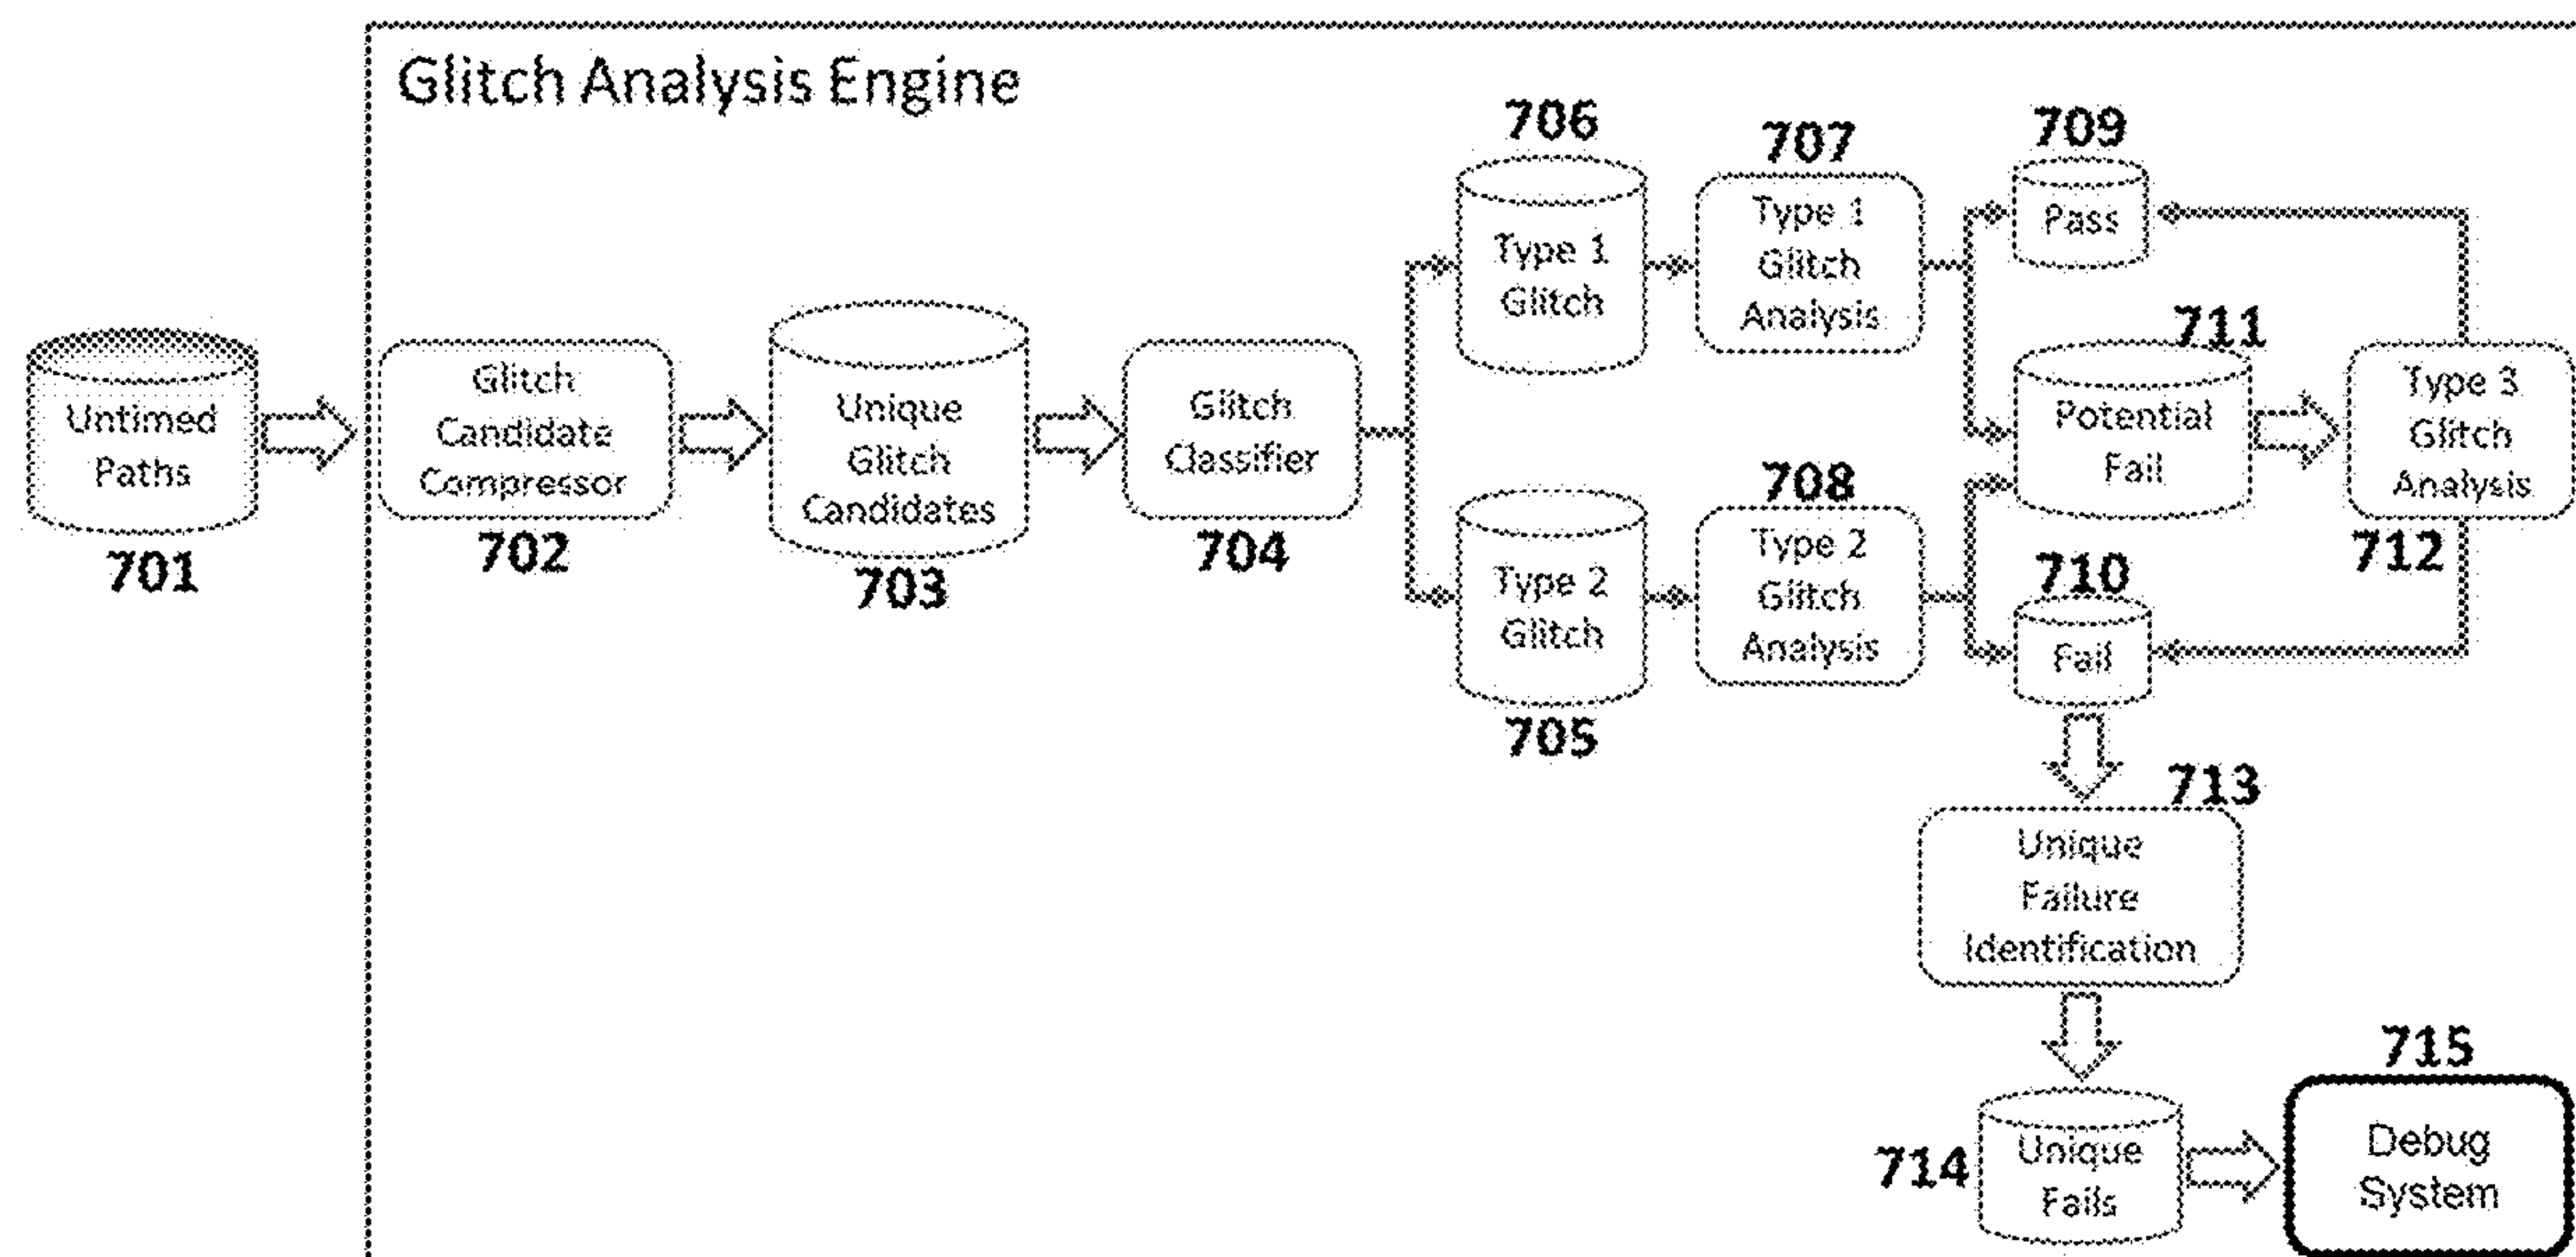 Glitch Analysis Engine
701
Untimed
Paths
702
Glitch
Candidate
Compressor
703
Unique
Glitch
Candidates
704
Glitch
Classifier
706
Type 1
Glitch
707
Type 1
Glitch
Analysis
709
Pass
711
Potential
Fail
712
Type 3
Glitch
Analysis
705
Type 2
Glitch
708
Type 2
Glitch
Analysis
710
Fail
713
Unique
Failure
Identification
714
Unique
Fails
715
Debug
System